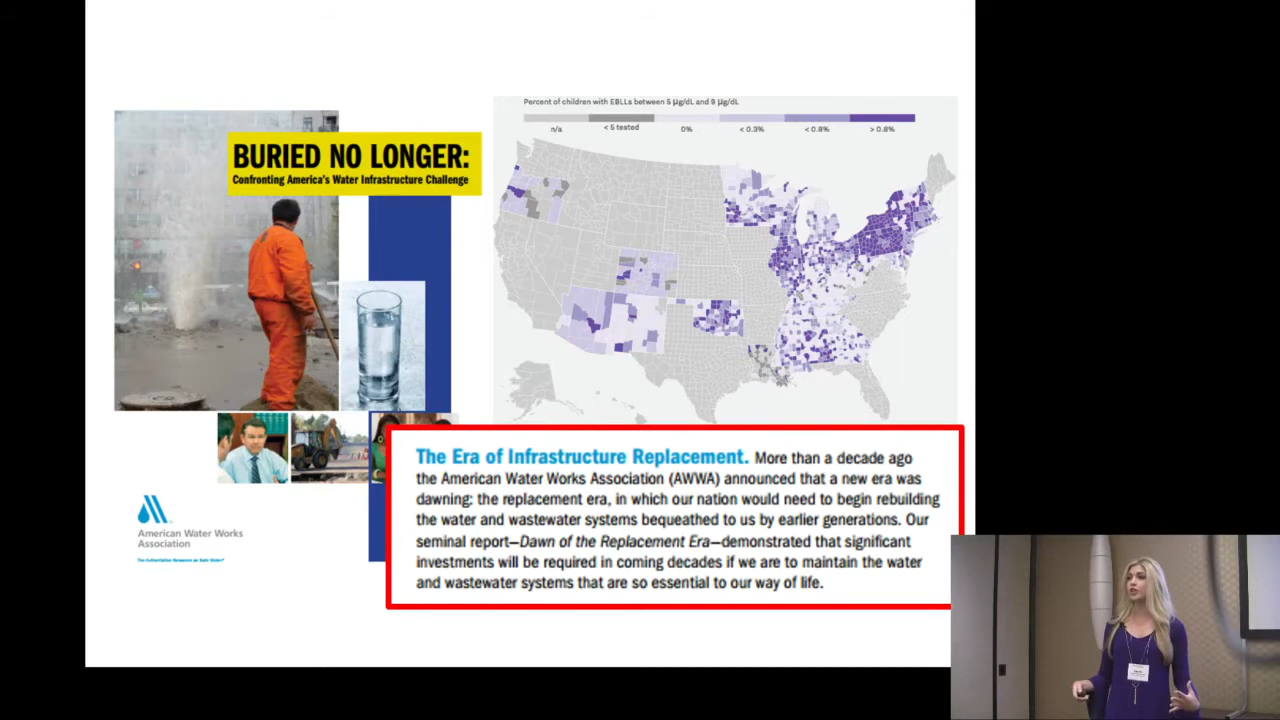 Percent of children with EBLLs between 5 μg/dL and 9 μg/dL
n/a
< 5 tested
0%
< 0.3%
< 0.8%
> 0.8%
BURIED NO LONGER:
Confronting America's Water Infrastructure Challenge
The Era of Infrastructure Replacement. More than a decade ago
the American Water Works Association (AWWA) announced that a new era was
dawning: the replacement era, in which our nation would need to begin rebuilding
the water and wastewater systems bequeathed to us by earlier generations. Our
seminal report—Dawn of the Replacement Era—demonstrated that significant
investments will be required in coming decades if we are to maintain the water
and wastewater systems that are so essential to our way of life.
American Water Works
Association